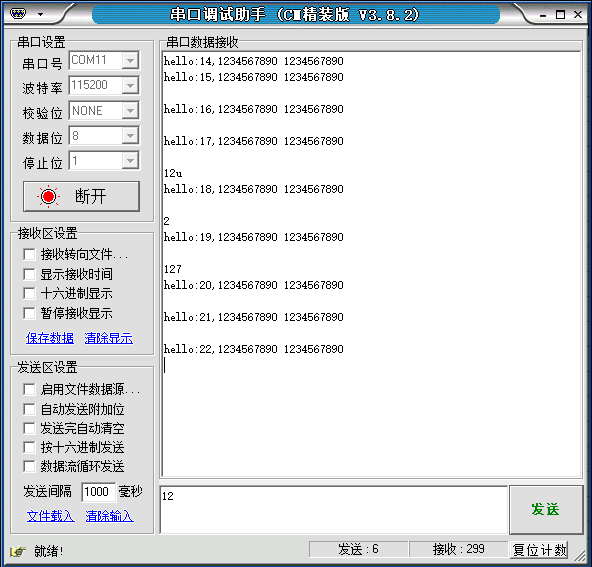 串口调试助手 (CM精装版 V3.8.2)
串口设置
串口号 COM11
波特率 115200
校验位 NONE
数据位 8
停止位 1
断开
接收区设置
接收转向文件...
显示接收时间
十六进制显示
暂停接收显示
保存数据 清除显示
发送区设置
启用文件数据源...
自动发送附加位
发送完自动清空
按十六进制发送
数据流循环发送
发送间隔 1000 毫秒
文件载入 清除输入
串口数据接收
hello:14,1234567890 1234567890
hello:15,1234567890 1234567890
hello:16,1234567890 1234567890
hello:17,1234567890 1234567890
12u
hello:18,1234567890 1234567890
2
hello:19,1234567890 1234567890
127
hello:20,1234567890 1234567890
hello:21,1234567890 1234567890
hello:22,1234567890 1234567890
12
发送
就绪!
发送 : 6
接收 : 299
复位计数